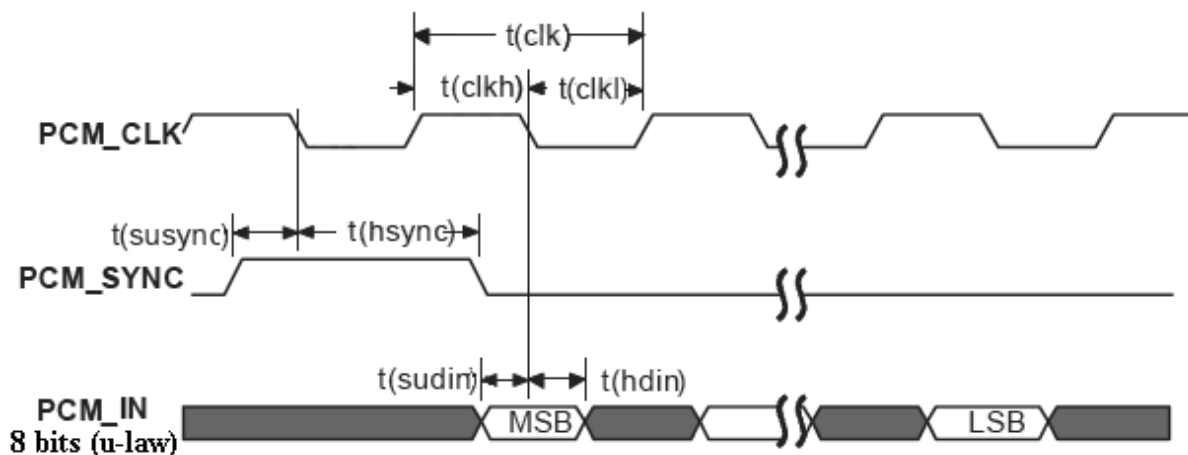 t(clk)
t(clkh) t(clkl)
PCM_CLK
t(susync) t(hsync)
PCM_SYNC
t(sudin) t(hdin)
PCM_IN MSB LSB
8 bits (u-law)